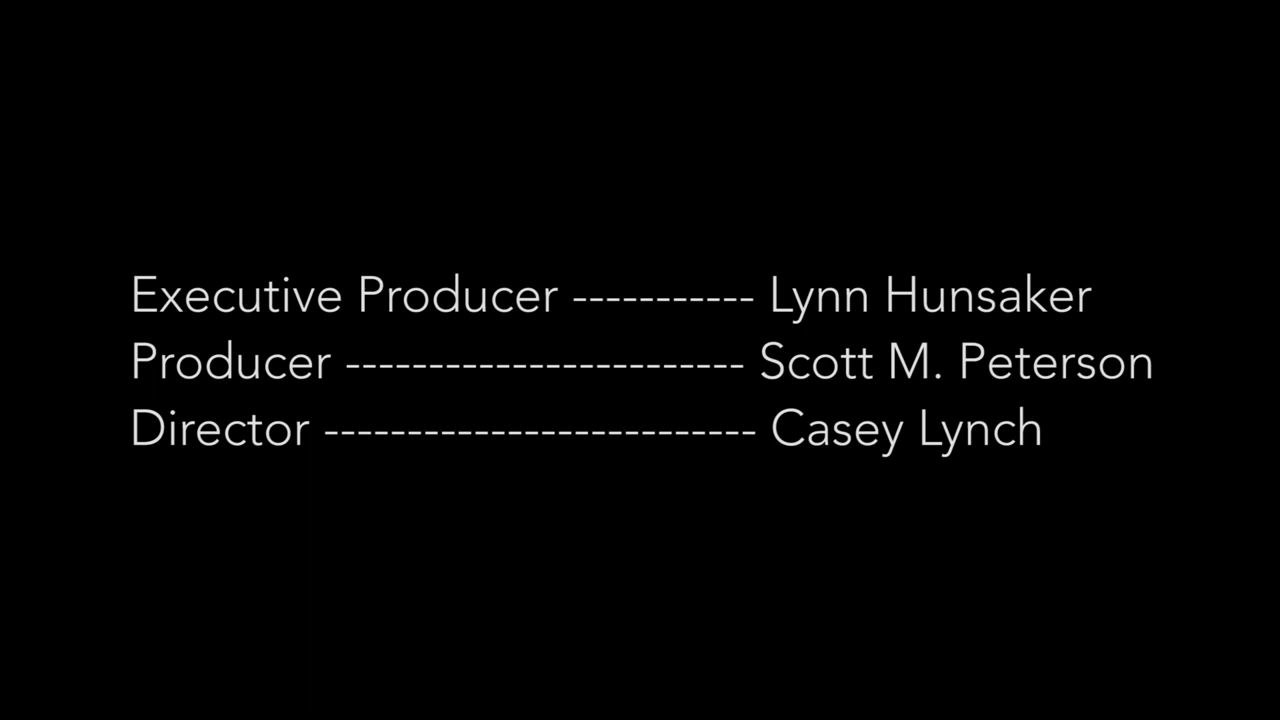 Executive Producer ----------- Lynn Hunsaker
Producer ------------------------ Scott M. Peterson
Director -------------------------- Casey Lynch